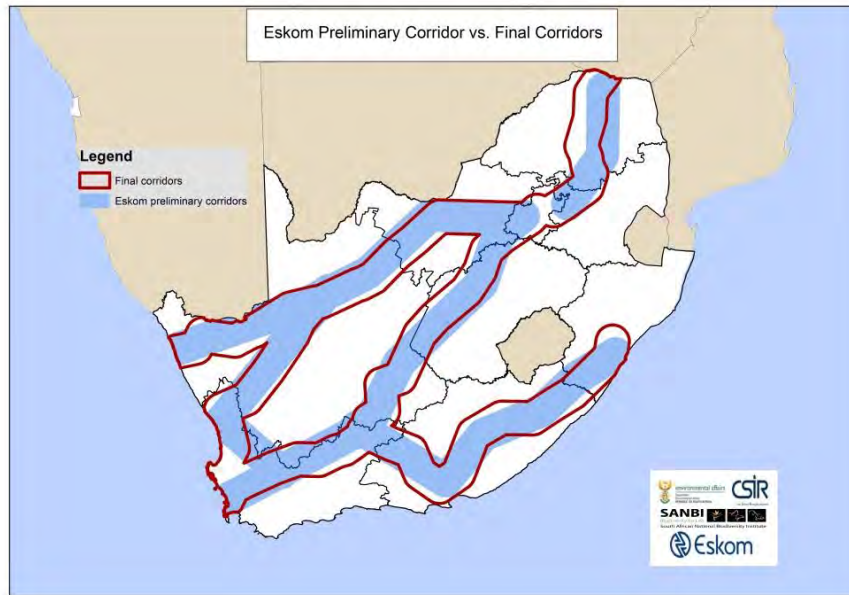 Eskom Preliminary Corridor vs. Final Corridors
Legend
Final corridors
Eskom preliminary corridors
environmental affairs
CSIR
SANBI
South African National Biodiversity Institute
Eskom